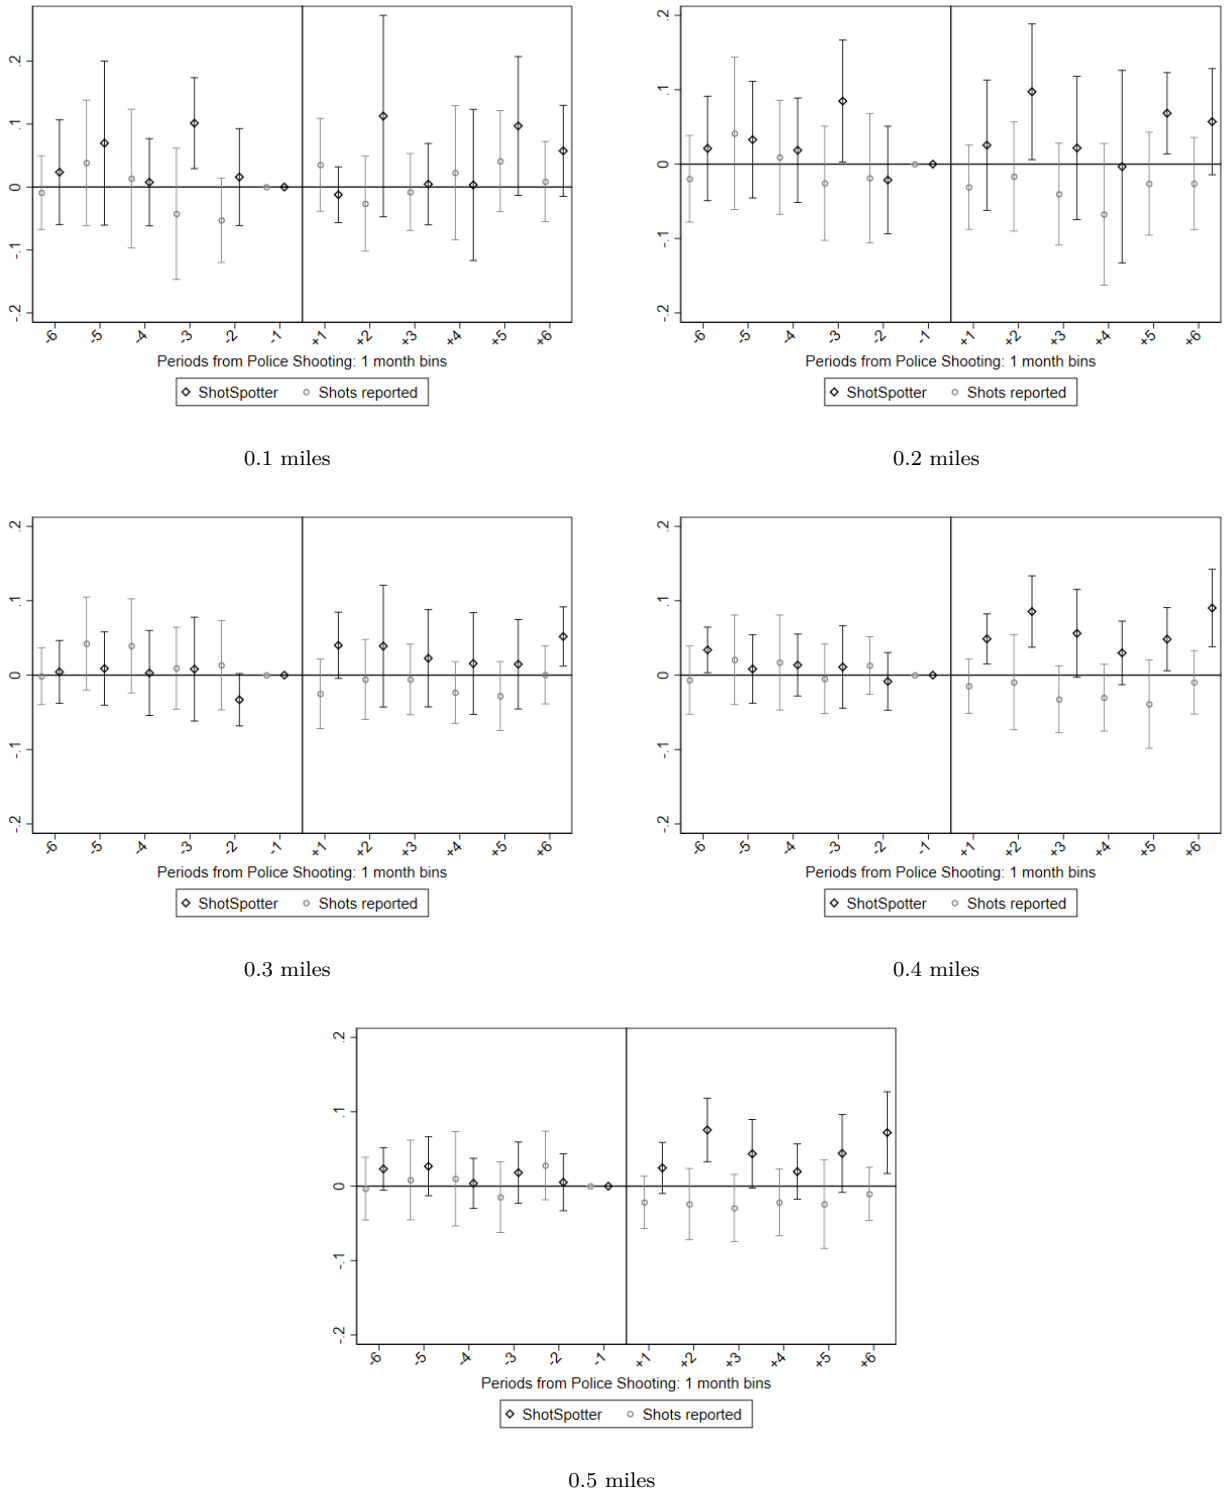 .2
.1
0
-.1
-.2
-6 -5 -4 -3 -2 -1 +1 +2 +3 +4 +5 +6
Periods from Police Shooting: 1 month bins
ShotSpotter Shots reported
0.1 miles
.2
.1
0
-.1
-.2
-6 -5 -4 -3 -2 -1 +1 +2 +3 +4 +5 +6
Periods from Police Shooting: 1 month bins
ShotSpotter Shots reported
0.2 miles
.2
.1
0
-.1
-.2
-6 -5 -4 -3 -2 -1 +1 +2 +3 +4 +5 +6
Periods from Police Shooting: 1 month bins
ShotSpotter Shots reported
0.3 miles
.2
.1
0
-.1
-.2
-6 -5 -4 -3 -2 -1 +1 +2 +3 +4 +5 +6
Periods from Police Shooting: 1 month bins
ShotSpotter Shots reported
0.4 miles
.2
.1
0
-.1
-.2
-6 -5 -4 -3 -2 -1 +1 +2 +3 +4 +5 +6
Periods from Police Shooting: 1 month bins
ShotSpotter Shots reported
0.5 miles